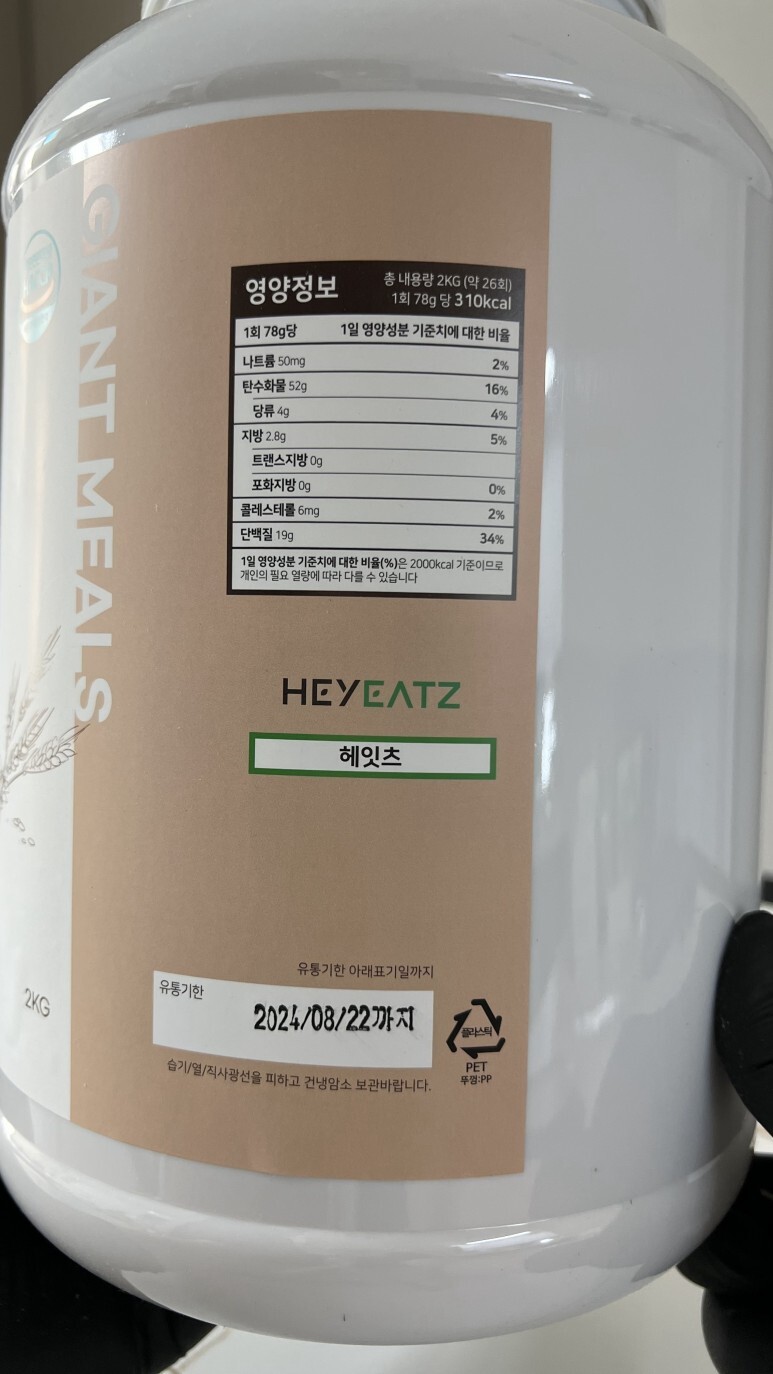 GIANT MEALS
2KG
영양정보
총 내용량 2KG (약 26회)
1회 78g 당 310kcal
1회 78g당 1일 영양성분 기준치에 대한 비율
나트륨 50mg 2%
탄수화물 52g 16%
당류 4g 4%
지방 2.8g 5%
트랜스지방 0g
포화지방 0g 0%
콜레스테롤 6mg 2%
단백질 19g 34%
1일 영양성분 기준치에 대한 비율(%)은 2000kcal 기준이므로
개인의 필요 열량에 따라 다를 수 있습니다
HEYEATZ
헤잇츠
유통기한 아래표기일까지
유통기한
2024/08/22까지
습기/열/직사광선을 피하고 건냉암소 보관바랍니다.
플라스틱
PET
뚜껑:PP